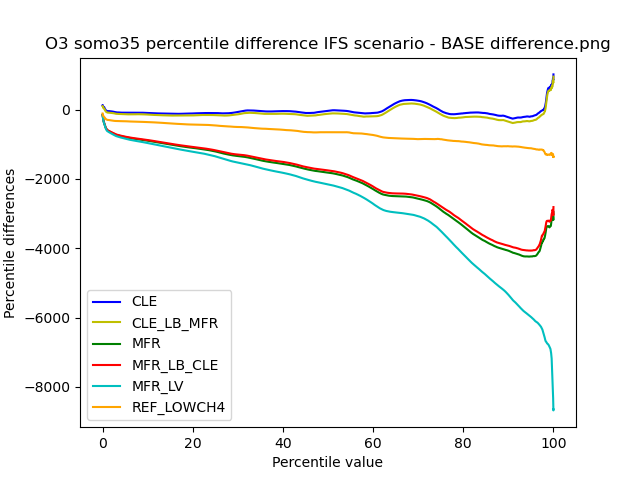 O3 somo35 percentile difference IFS scenario - BASE difference.png
Percentile differences
0
−2000
−4000
−6000
−8000
CLE
CLE_LB_MFR
MFR
MFR_LB_CLE
MFR_LV
REF_LOWCH4
0 20 40 60 80 100
Percentile value